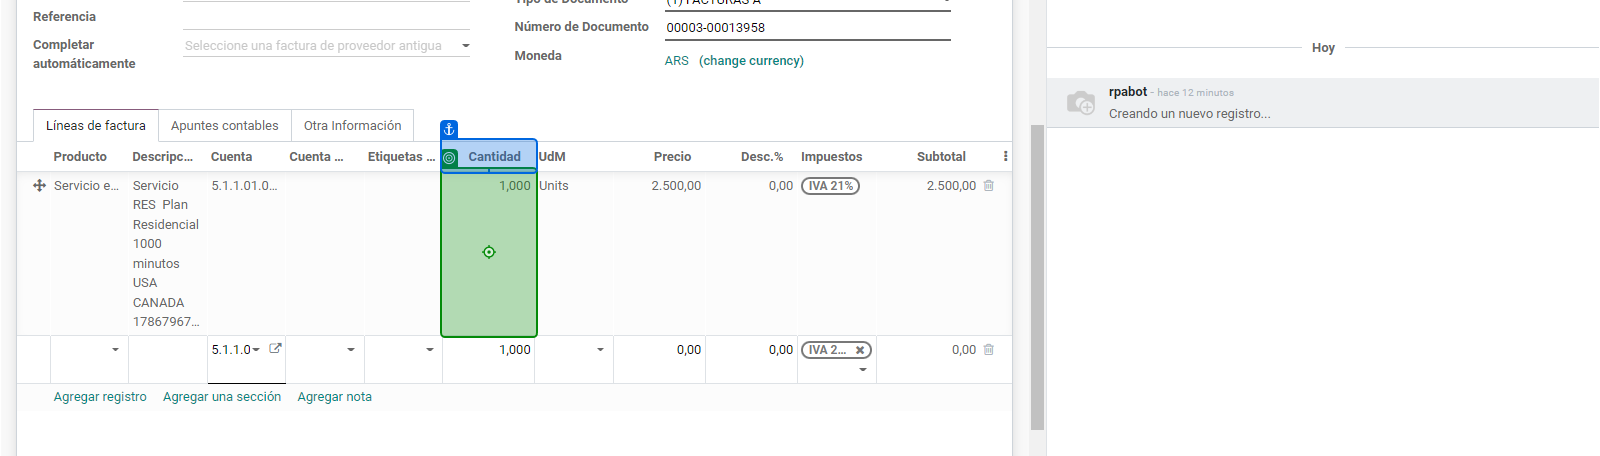 Tipo de Documento (1) FACTURAS A
Referencia
Número de Documento 00003-00013958
Completar automáticamente Seleccione una factura de proveedor antigua
Moneda ARS (change currency)
Hoy
rpabot - hace 12 minutos
Creando un nuevo registro...
Líneas de factura Apuntes contables Otra Información
Producto Descripc... Cuenta Cuenta ... Etiquetas ... Cantidad UdM Precio Desc.% Impuestos Subtotal
Servicio e... Servicio 5.1.1.01.0... 1,000 Units 2.500,00 0,00 IVA 21% 2.500,00
RES Plan
Residencial
1000
minutos
USA
CANADA
17867967...
5.1.1.0 1,000 0,00 0,00 IVA 2... 0,00
Agregar registro Agregar una sección Agregar nota